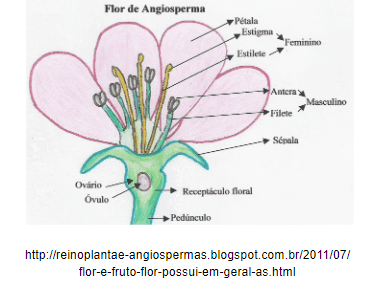 Flor de Angiosperma
Pétala
Estigma
Feminino
Estilete
Antera
Masculino
Filete
Sépala
Ovário
Óvulo
Receptáculo floral
Pedúnculo
http://reinoplantae-angiospermas.blogspot.com.br/2011/07/
flor-e-fruto-flor-possui-em-geral-as.html